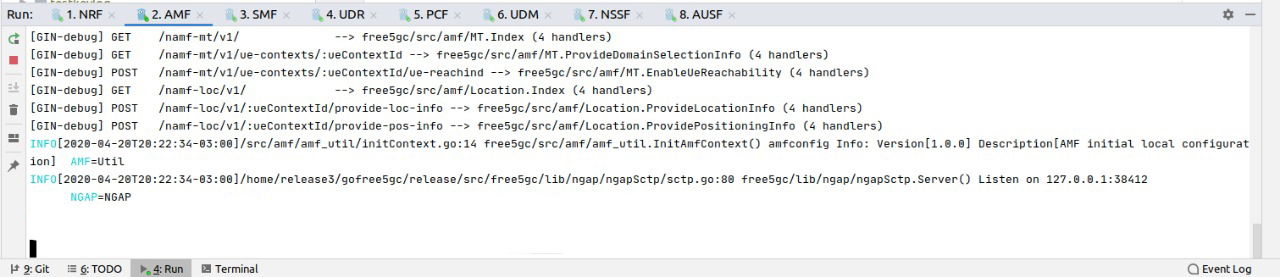 testkeylog
Run: 1. NRF × 2. AMF × 3. SMF × 4. UDR × 5. PCF × 6. UDM × 7. NSSF × 8. AUSF ×
[GIN-debug] GET    /namf-mt/v1/              --> free5gc/src/amf/MT.Index (4 handlers)
[GIN-debug] GET    /namf-mt/v1/ue-contexts/:ueContextId --> free5gc/src/amf/MT.ProvideDomainSelectionInfo (4 handlers)
[GIN-debug] POST   /namf-mt/v1/ue-contexts/:ueContextId/ue-reachind --> free5gc/src/amf/MT.EnableUeReachability (4 handlers)
[GIN-debug] GET    /namf-loc/v1/             --> free5gc/src/amf/Location.Index (4 handlers)
[GIN-debug] POST   /namf-loc/v1/:ueContextId/provide-loc-info --> free5gc/src/amf/Location.ProvideLocationInfo (4 handlers)
[GIN-debug] POST   /namf-loc/v1/:ueContextId/provide-pos-info --> free5gc/src/amf/Location.ProvidePositioningInfo (4 handlers)
INFO[2020-04-20T20:22:34-03:00]/src/amf/amf_util/initContext.go:14 free5gc/src/amf/amf_util.InitAmfContext() amfconfig Info: Version[1.0.0] Description[AMF initial local configurat
ion]  AMF=Util
INFO[2020-04-20T20:22:34-03:00]/home/release3/gofree5gc/release/src/free5gc/lib/ngap/ngapSctp/sctp.go:80 free5gc/lib/ngap/ngapSctp.Server() Listen on 127.0.0.1:38412
NGAP=NGAP
9: Git 6: TODO 4: Run Terminal Event Log